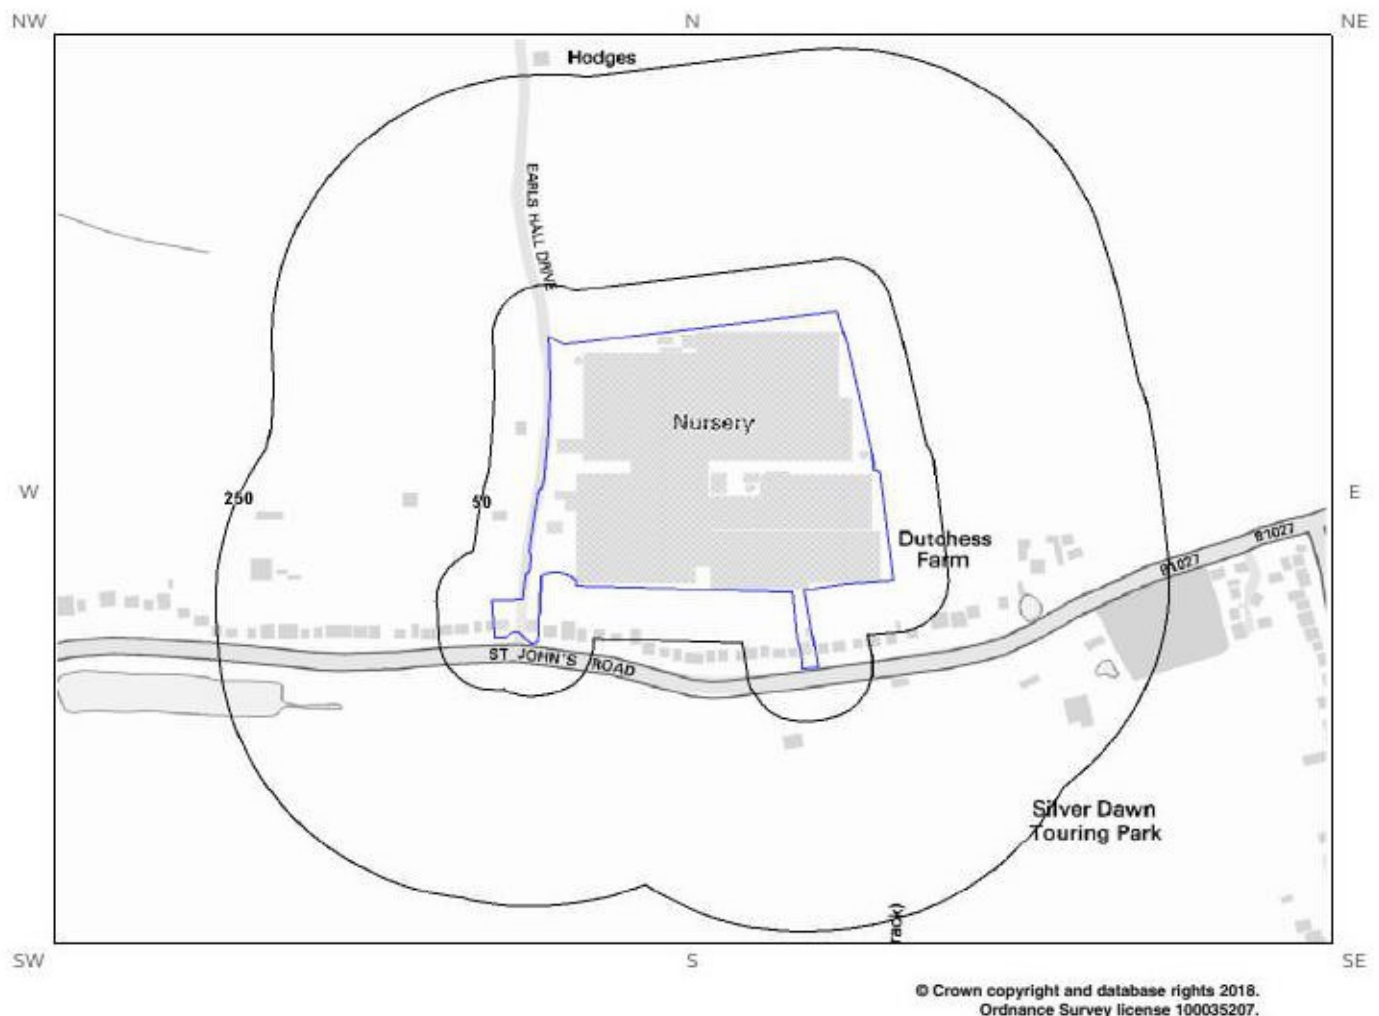 NW
N
NE
Hodges
EARLS HALL DRIVE
Nursery
W
250
50
E
Dutchess
Farm
B1027
B1027
ST JOHN'S ROAD
Silver Dawn
Touring Park
rack)
SW
S
SE
© Crown copyright and database rights 2018.
Ordnance Survey license 100035207.